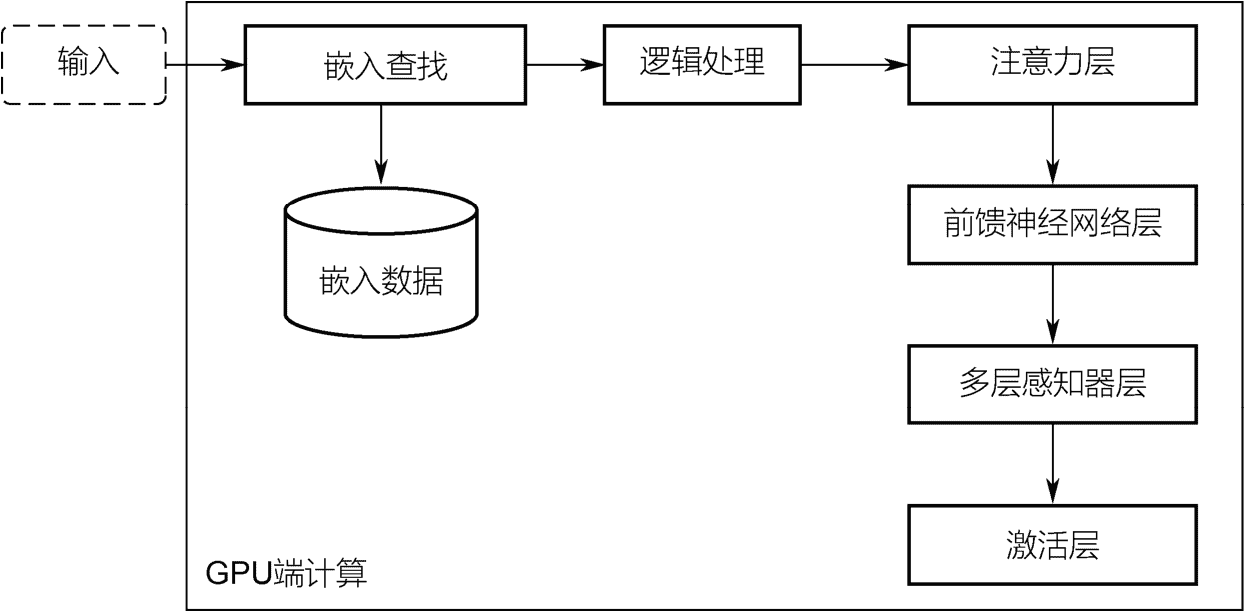 输入
嵌入查找
逻辑处理
注意力层
嵌入数据
前馈神经网络层
多层感知器层
激活层
GPU端计算